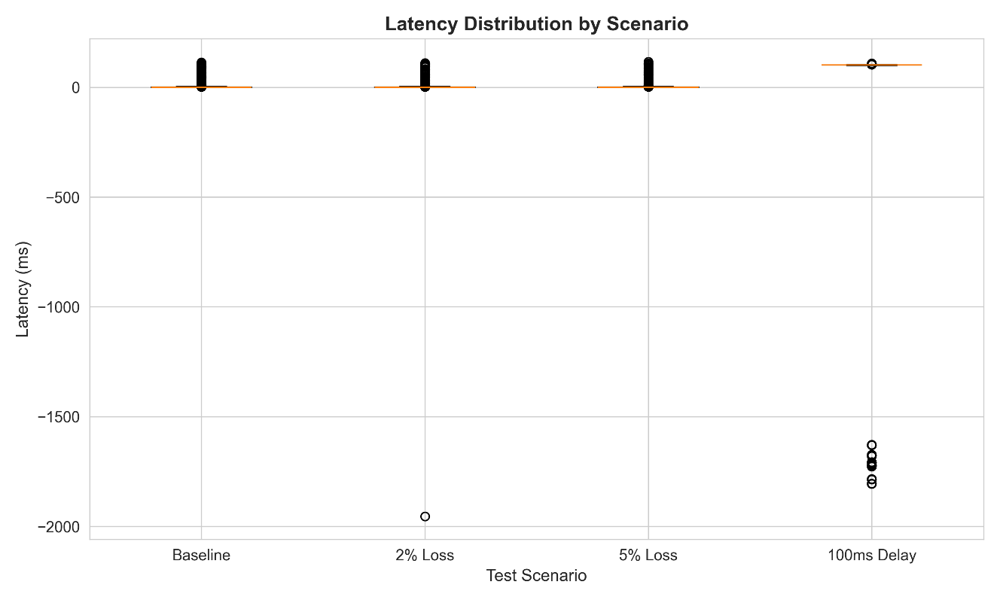 Latency Distribution by Scenario
0
−500
−1000
−1500
−2000
Latency (ms)
Baseline
2% Loss
5% Loss
100ms Delay
Test Scenario